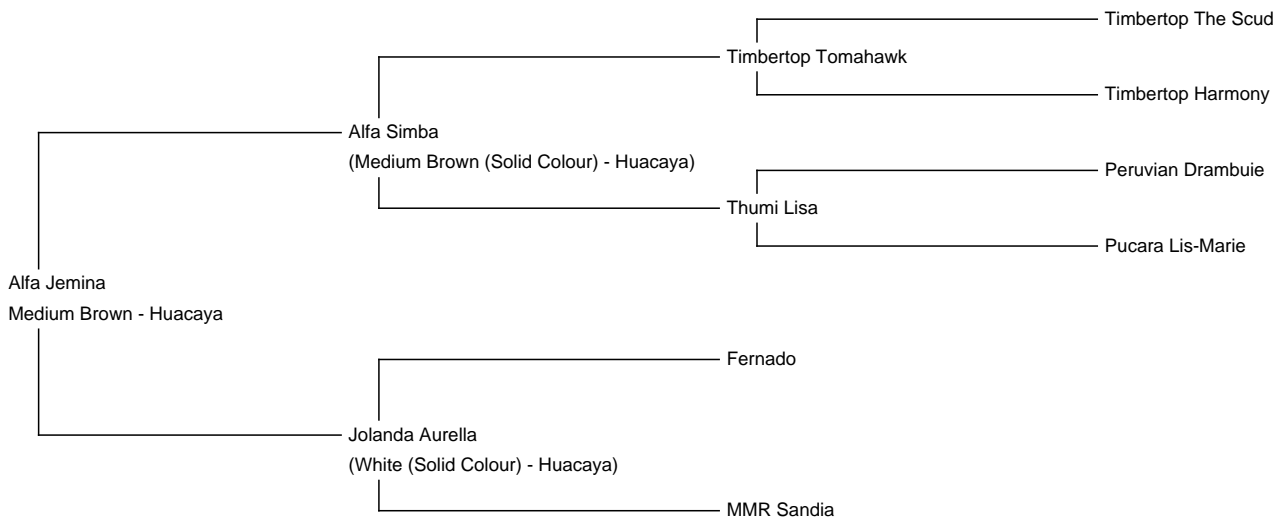 Timbertop The Scud
Timbertop Tomahawk
Timbertop Harmony
Alfa Simba
(Medium Brown (Solid Colour) - Huacaya)
Peruvian Drambuie
Thumi Lisa
Pucara Lis-Marie
Alfa Jemina
Medium Brown - Huacaya
Fernado
Jolanda Aurella
(White (Solid Colour) - Huacaya)
MMR Sandia